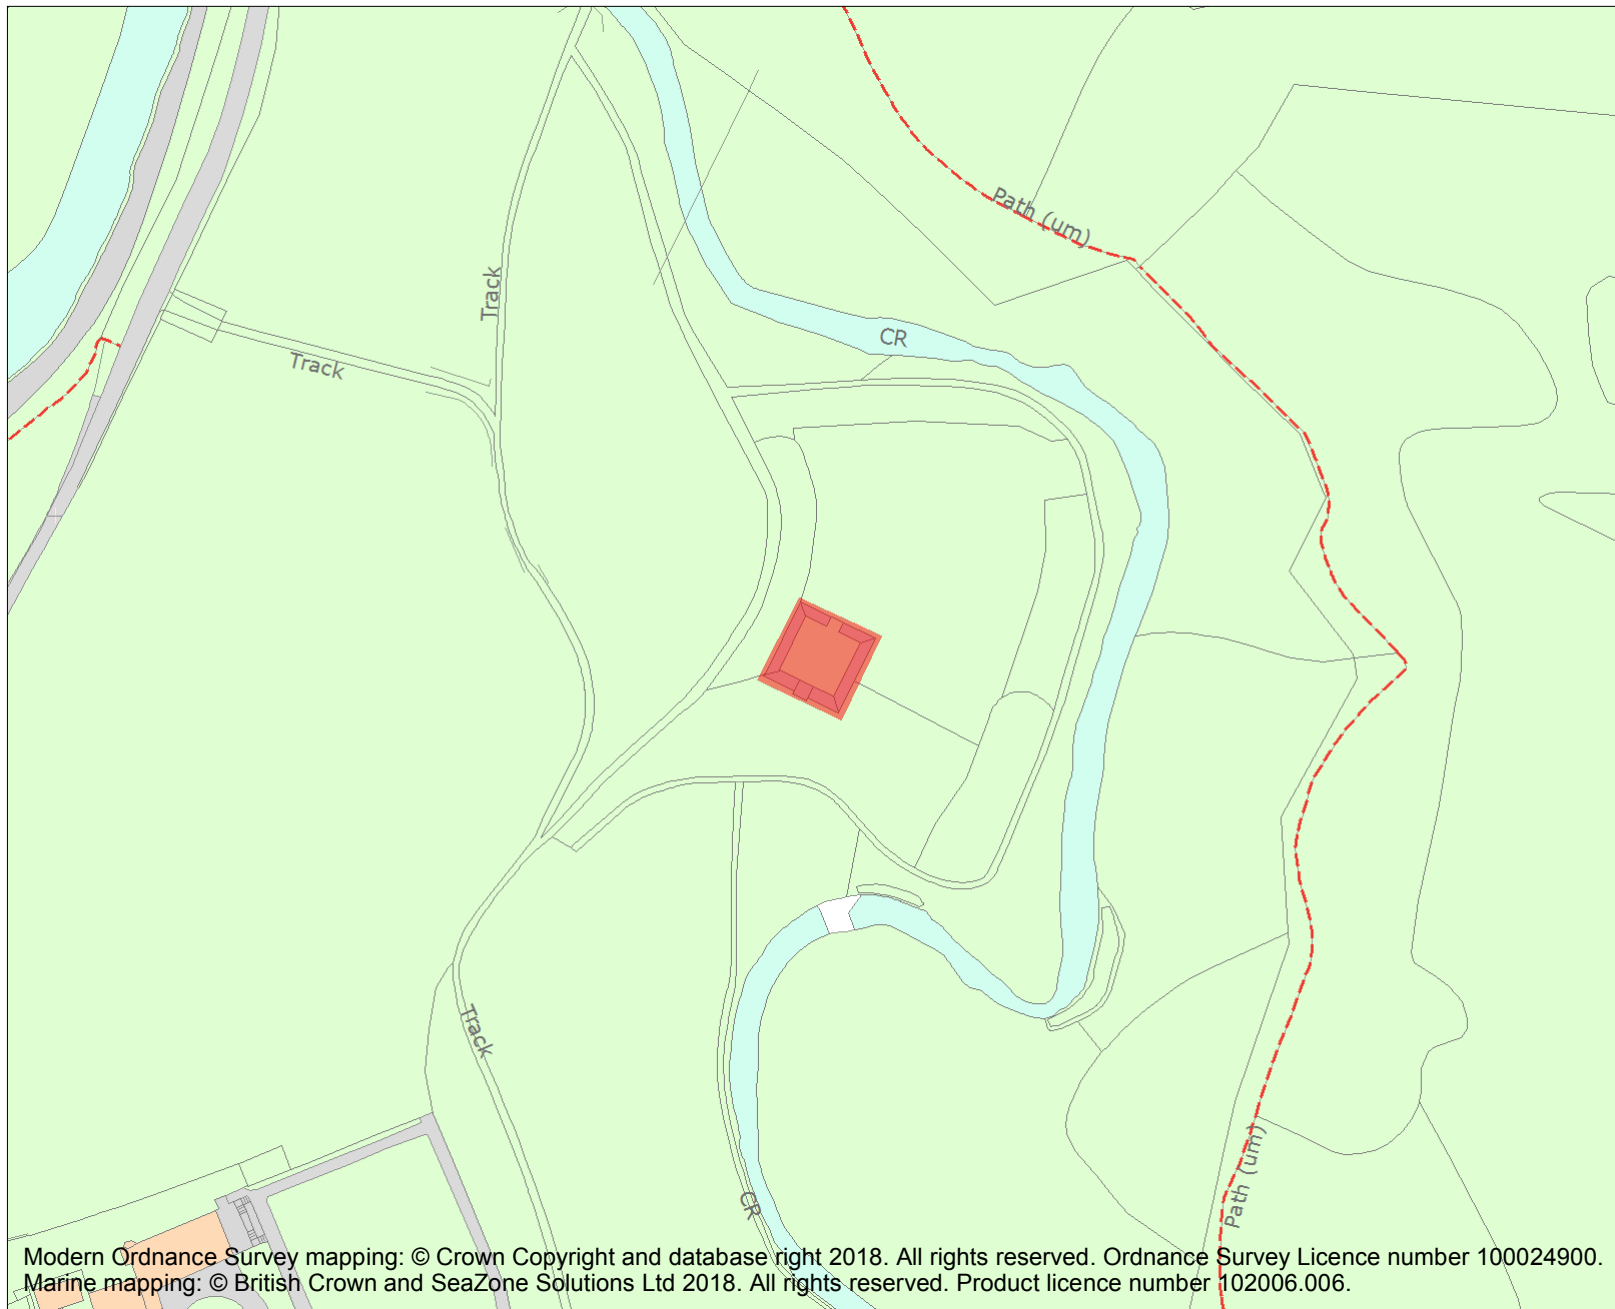 Path (um)
Track
CR
Track
Track
Path (um)
CR
Modern Ordnance Survey mapping: © Crown Copyright and database right 2018. All rights reserved. Ordnance Survey Licence number 100024900.
Marine mapping: © British Crown and SeaZone Solutions Ltd 2018. All rights reserved. Product licence number 102006.006.